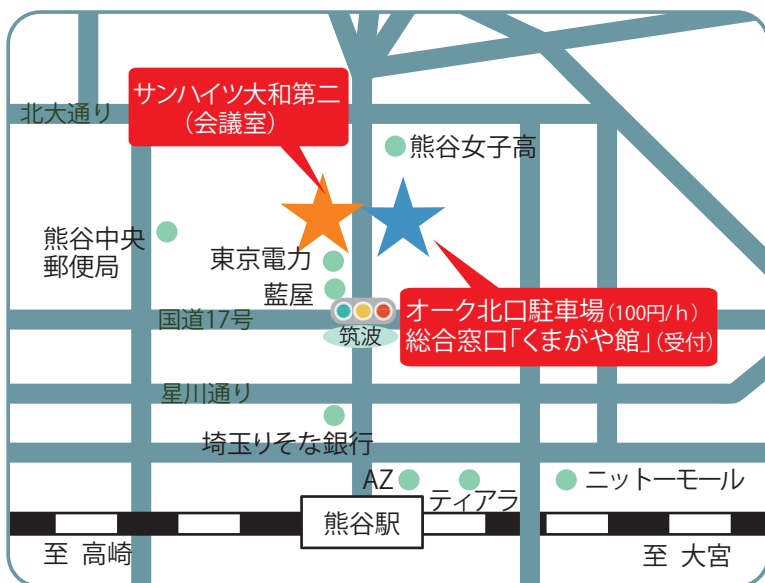 サンハイツ大和第二
（会議室）
北大通り
熊谷女子高
熊谷中央
郵便局
東京電力
藍屋
国道17号
筑波
オーク北口駐車場(100円/h)
総合窓口「くまがや館」(受付)
星川通り
埼玉りそな銀行
AZ
ティアラ
ニットーモール
熊谷駅
至 高崎
至 大宮